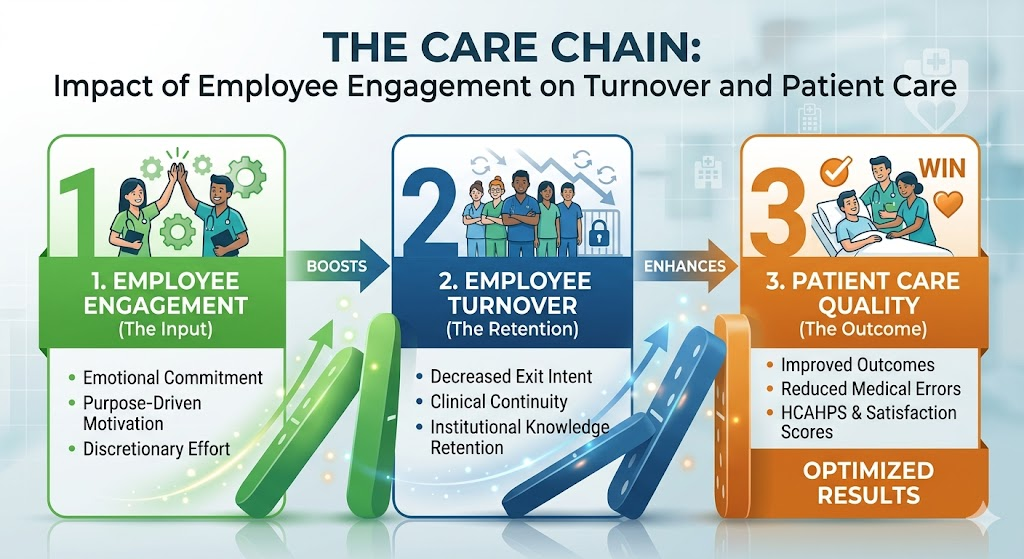 THE CARE CHAIN:
Impact of Employee Engagement on Turnover and Patient Care
1
1. EMPLOYEE
ENGAGEMENT
(The Input)
• Emotional Commitment
• Purpose-Driven
Motivation
• Discretionary Effort
BOOSTS
2
2. EMPLOYEE
TURNOVER
(The Retention)
• Decreased Exit Intent
• Clinical Continuity
• Institutional Knowledge
Retention
ENHANCES
3
WIN
3. PATIENT CARE
QUALITY
(The Outcome)
• Improved Outcomes
• Reduced Medical Errors
• HCAHPS & Satisfaction
Scores
OPTIMIZED
RESULTS